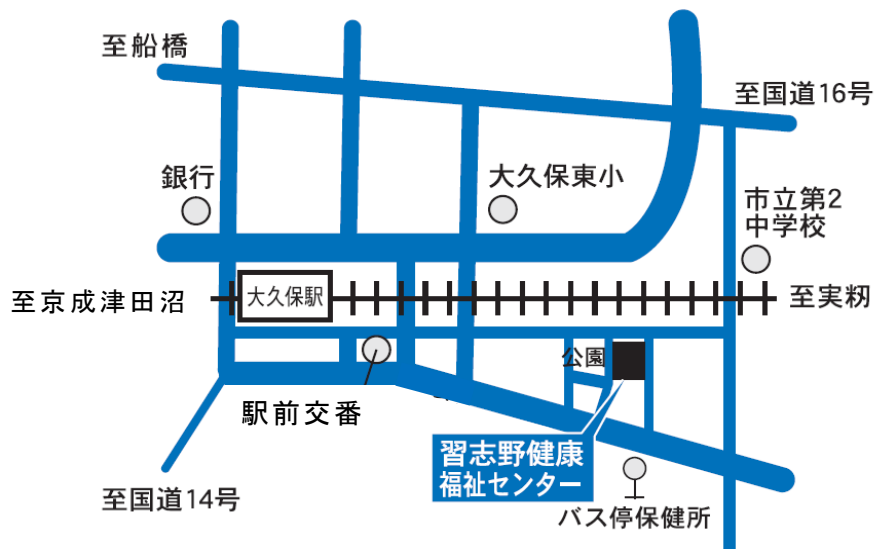 至船橋
至国道16号
銀行
大久保東小
市立第2
中学校
至京成津田沼
大久保駅
至実籾
公園
駅前交番
習志野健康
福祉センター
至国道14号
バス停保健所